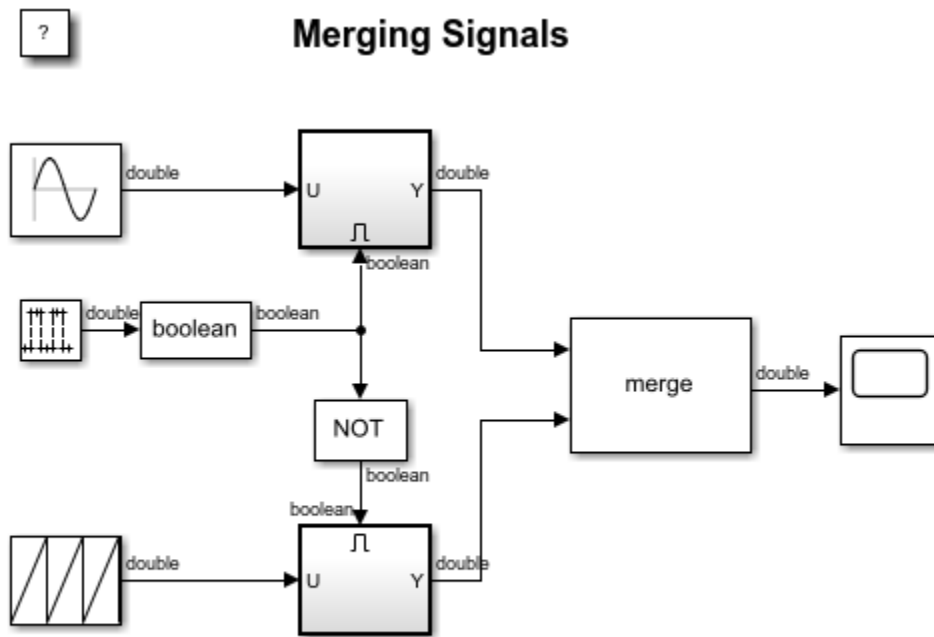 ?
Merging Signals
double
U
Y
double
boolean
double
boolean
boolean
merge
double
NOT
boolean
boolean
double
U
Y
double